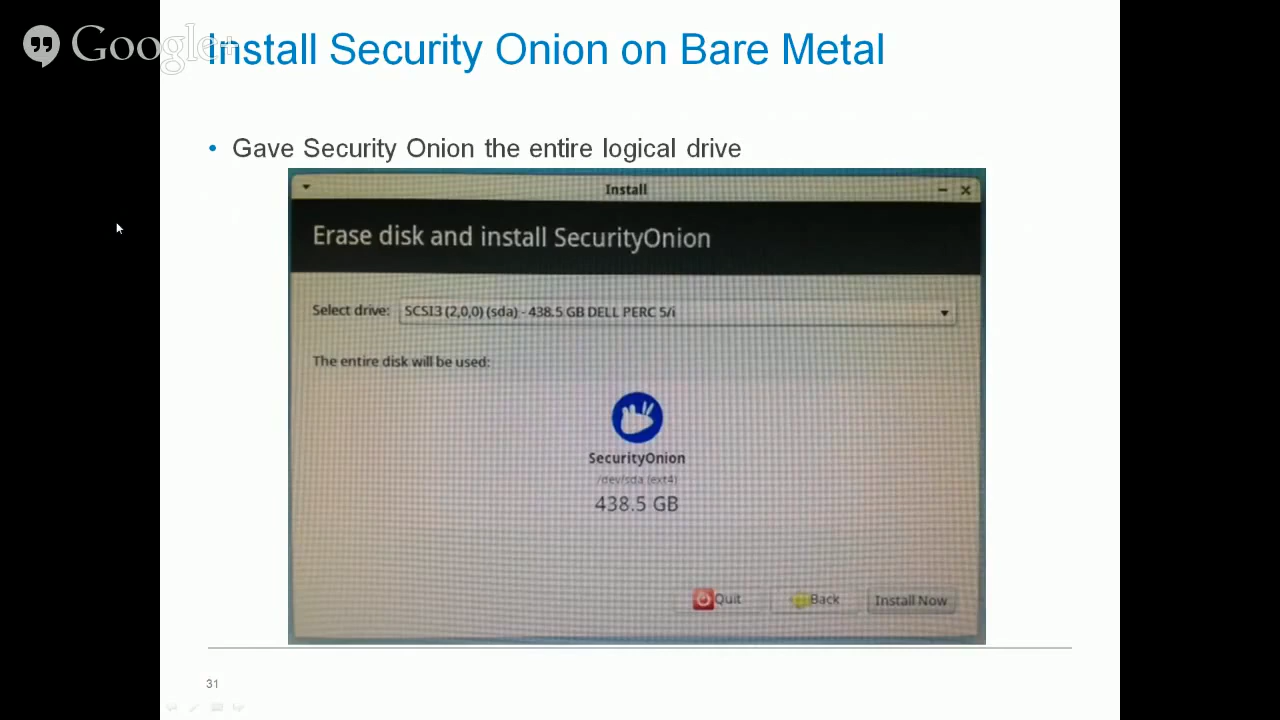 Google+
Install Security Onion on Bare Metal
• Gave Security Onion the entire logical drive
Install
Erase disk and install SecurityOnion
Select drive: SCSI3 (2,0,0) (sda) - 438.5 GB DELL PERC 5/i
The entire disk will be used:
SecurityOnion
/dev/sda (ext4)
438.5 GB
Quit Back Install Now
31